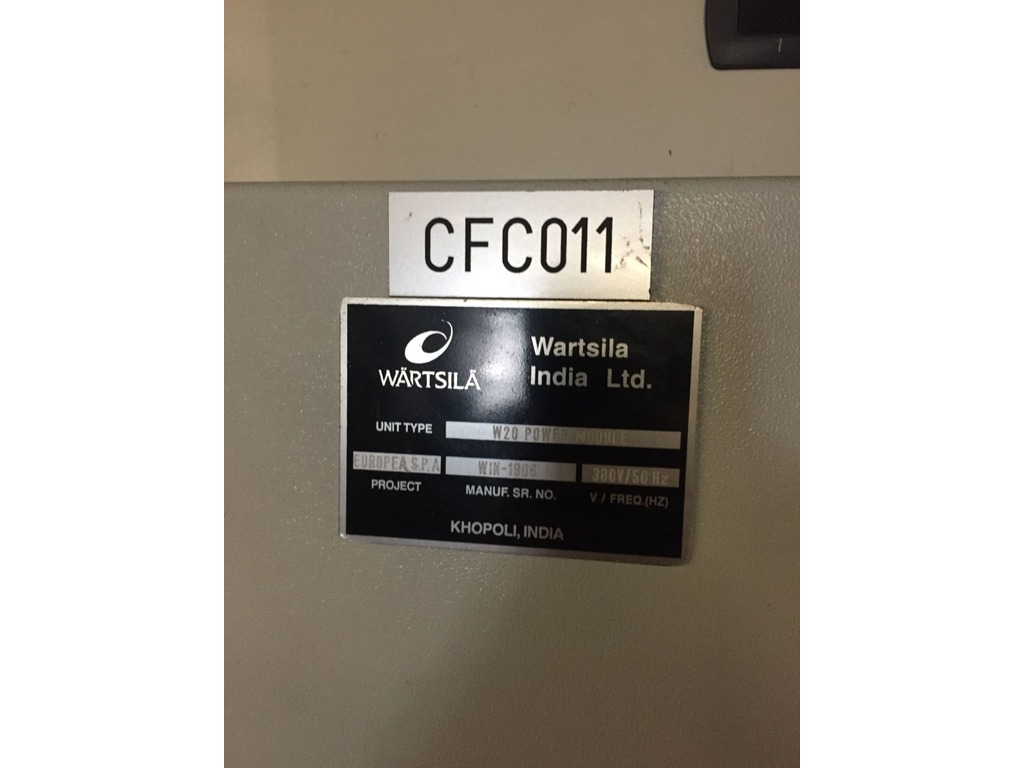 CFC011
WÄRTSILÄ
Wartsila
India Ltd.
UNIT TYPE
W20 POWER MODULE
EUROPEA S.P.A
WIN-1906
380V/50 Hz
PROJECT
MANUF. SR. NO.
V / FREQ.(HZ)
KHOPOLI, INDIA